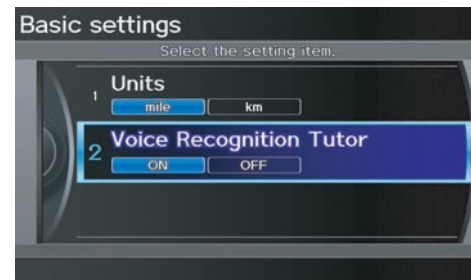 Basic settings
Select the setting item.
1 Units
mile km
2 Voice Recognition Tutor
ON OFF